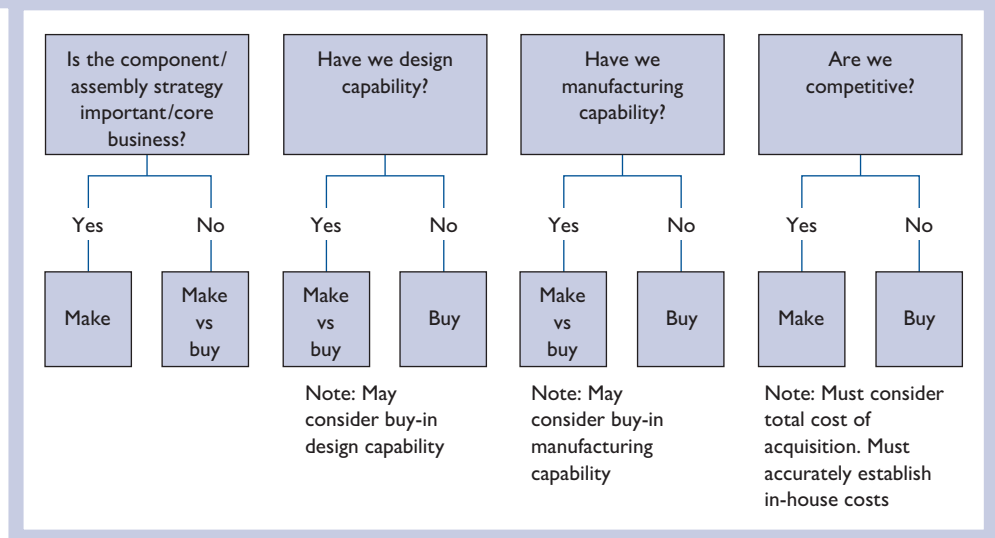 Is the component/
assembly strategy
important/core
business?
Have we design
capability?
Have we
manufacturing
capability?
Are we
competitive?
Yes
No
Yes
No
Yes
No
Yes
No
Make
Make
vs
buy
Make
vs
buy
Buy
Make
vs
buy
Buy
Make
Buy
Note: May
consider buy-in
design capability
Note: May
consider buy-in
manufacturing
capability
Note: Must consider
total cost of
acquisition. Must
accurately establish
in-house costs